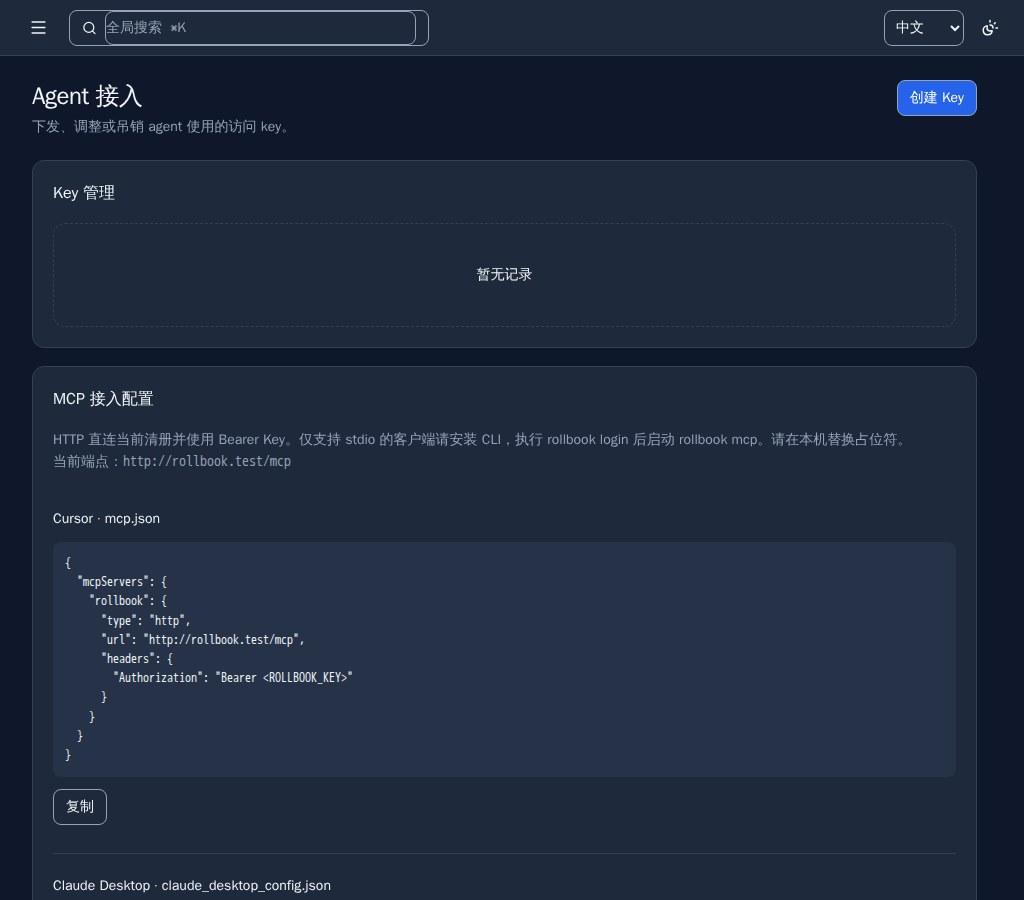 全局搜索 ⌘K
中文
Agent 接入
创建 Key
下发、调整或吊销 agent 使用的访问 key。
Key 管理
暂无记录
MCP 接入配置
HTTP 直连当前清册并使用 Bearer Key。仅支持 stdio 的客户端请安装 CLI，执行 rollbook login 后启动 rollbook mcp。请在本机替换占位符。
当前端点：http://rollbook.test/mcp
Cursor · mcp.json
{
  "mcpServers": {
    "rollbook": {
      "type": "http",
      "url": "http://rollbook.test/mcp",
      "headers": {
        "Authorization": "Bearer <ROLLBOOK_KEY>"
      }
    }
  }
}
复制
Claude Desktop · claude_desktop_config.json